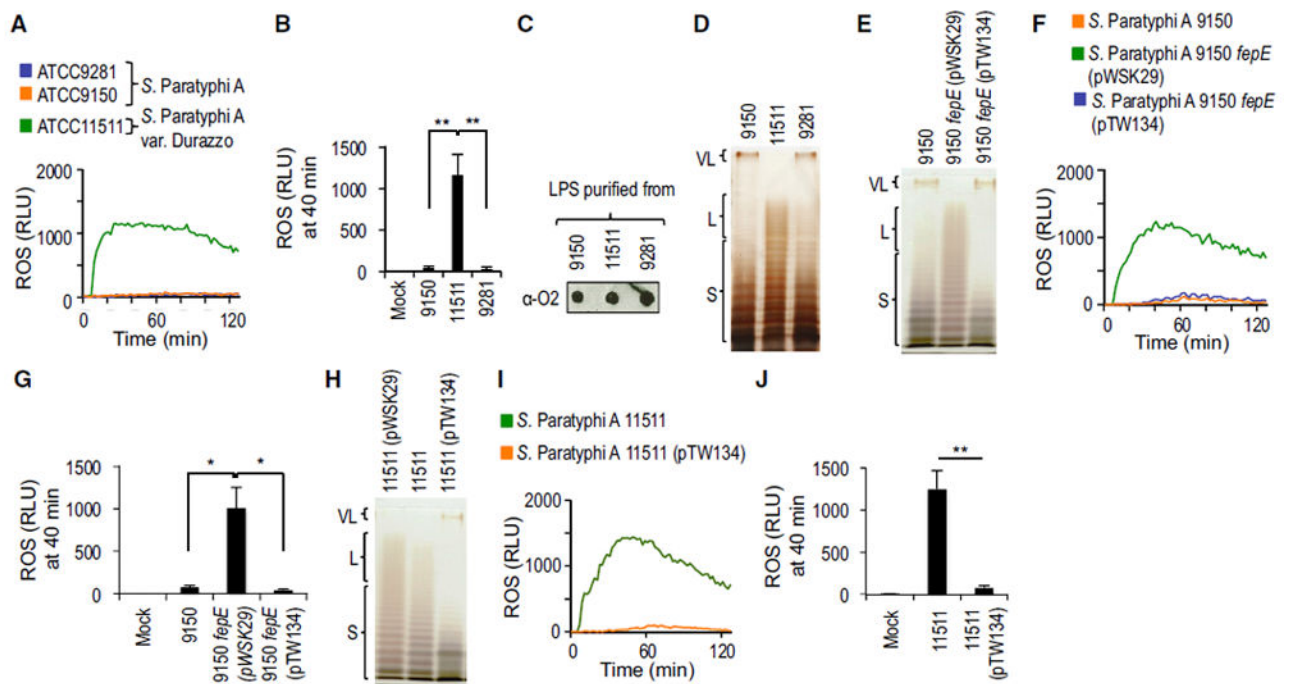 A
ATCC9281
ATCC9150
S. Paratyphi A
ATCC11511
S. Paratyphi A
var. Durazzo
ROS (RLU)
2000
1000
0
0 60 120
Time (min)
B
ROS (RLU)
at 40 min
1500
1000
500
0
** **
Mock
9150
11511
9281
C
LPS purified from
9150
11511
9281
α-O2
D
9150
11511
9281
VL
L
S
E
9150
9150 fepE (pWSK29)
9150 fepE (pTW134)
VL
L
S
F
S. Paratyphi A 9150
S. Paratyphi A 9150 fepE
(pWSK29)
S. Paratyphi A 9150 fepE
(pTW134)
ROS (RLU)
2000
1000
0
0 60 120
Time (min)
G
ROS (RLU)
at 40 min
1500
1000
500
0
* *
Mock
9150
9150 fepE
(pWSK29)
9150 fepE
(pTW134)
H
11511 (pWSK29)
11511
11511 (pTW134)
VL
L
S
I
S. Paratyphi A 11511
S. Paratyphi A 11511 (pTW134)
ROS (RLU)
2000
1000
0
0 60 120
Time (min)
J
ROS (RLU)
at 40 min
1500
1000
500
0
**
Mock
11511
11511
(pTW134)